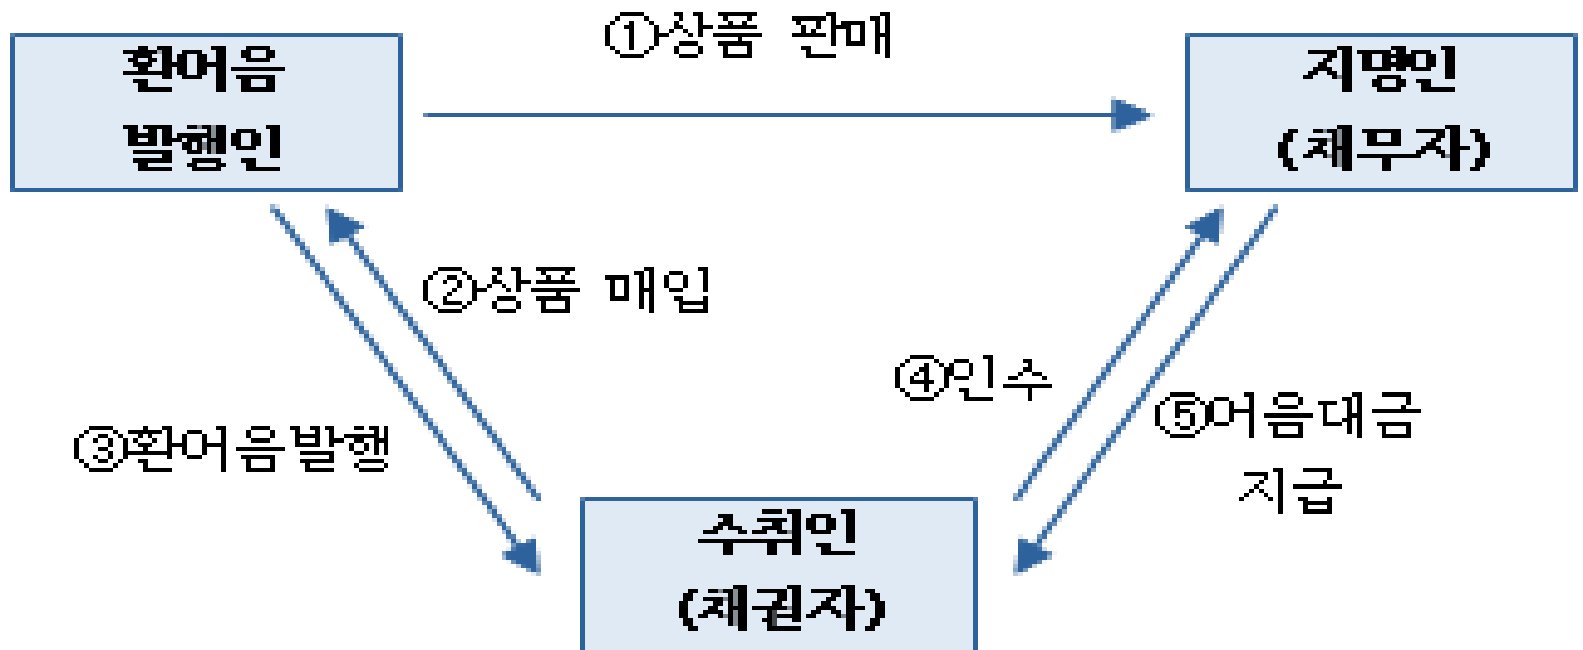 ①상품 판매
환어음
발행인
지명인
(채무자)
②상품 매입
③환어음발행
④인수
⑤어음대금
지급
수취인
(채권자)